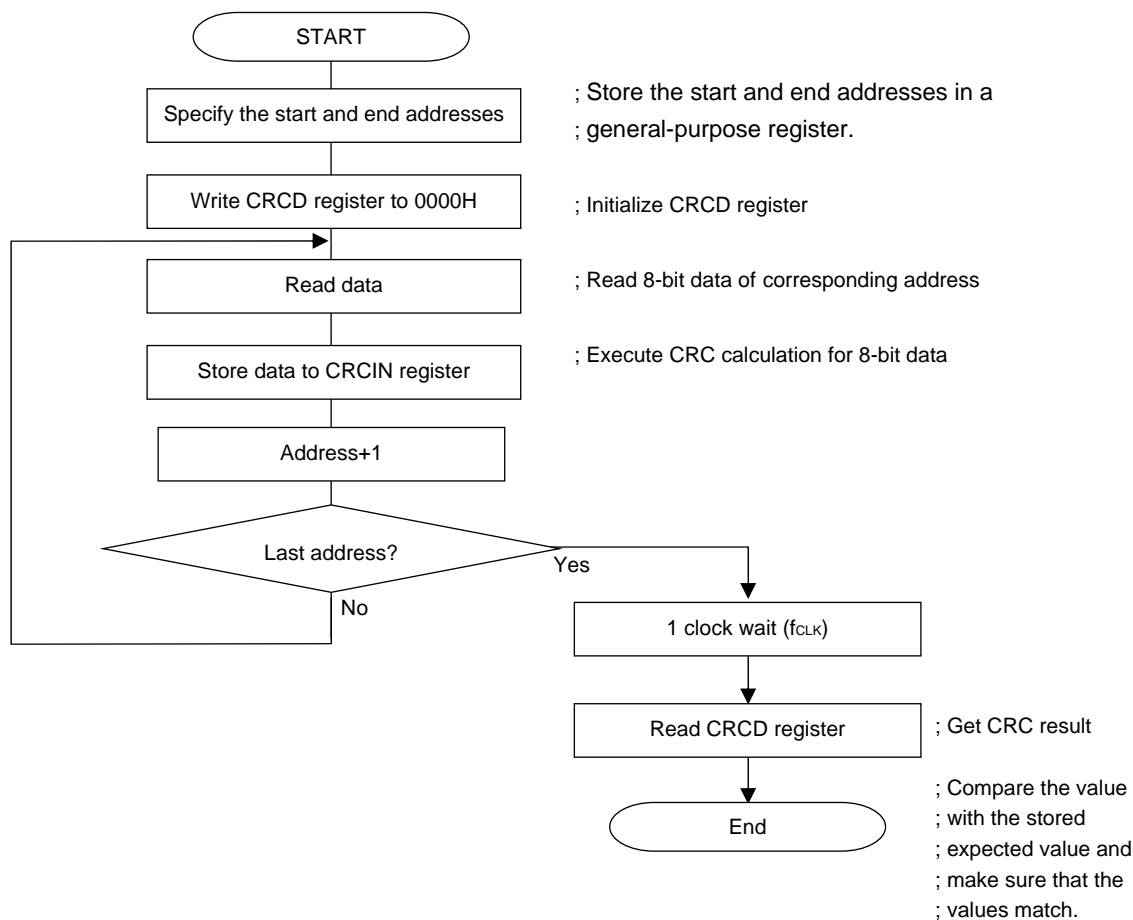 START
Specify the start and end addresses
; Store the start and end addresses in a
; general-purpose register.
Write CRCD register to 0000H
; Initialize CRCD register
Read data
; Read 8-bit data of corresponding address
Store data to CRCIN register
; Execute CRC calculation for 8-bit data
Address+1
Last address?
Yes
No
1 clock wait (fCLK)
Read CRCD register
; Get CRC result
End
; Compare the value
; with the stored
; expected value and
; make sure that the
; values match.